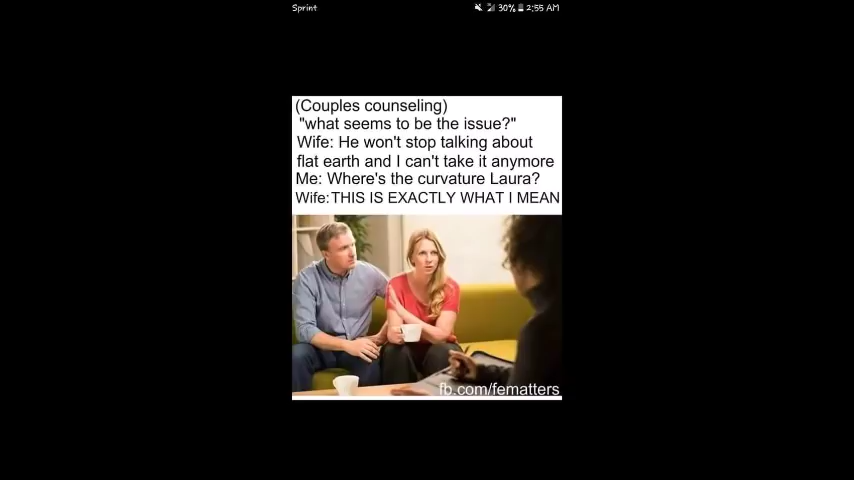 Sprint 30% 2:55 AM
(Couples counseling)
"what seems to be the issue?"
Wife: He won't stop talking about
flat earth and I can't take it anymore
Me: Where's the curvature Laura?
Wife:THIS IS EXACTLY WHAT I MEAN
fb.com/fematters